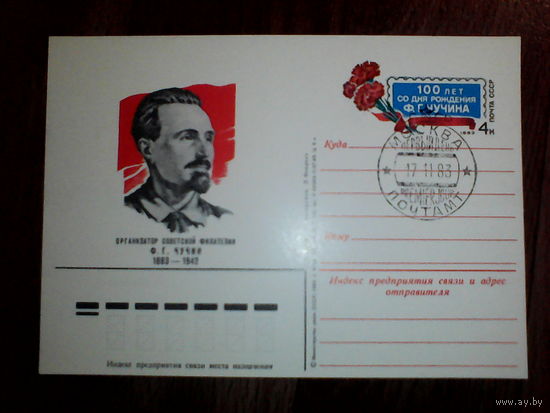 100 ЛЕТ
СО ДНЯ РОЖДЕНИЯ
Ф.Г. ЧУЧИНА
ПОЧТА СССР
4к
1983
Куда
МОСКВА
17 11 83
ПОЧТАМТ
Кому
ОРГАНИЗАТОР СОВЕТСКОЙ ФИЛАТЕЛИИ
Ф. Г. ЧУЧИН
1883 — 1942
Индекс предприятия связи и адрес
отправителя
Индекс предприятия связи места назначения
www.ay.by